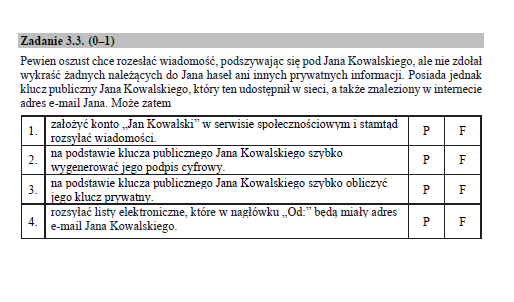 Zadanie 3.3. (0–1)
Pewien oszust chce rozesłać wiadomość, podszywając się pod Jana Kowalskiego, ale nie zdołał
wykraść żadnych należących do Jana haseł ani innych prywatnych informacji. Posiada jednak
klucz publiczny Jana Kowalskiego, który ten udostępnił w sieci, a także znaleziony w internecie
adres e-mail Jana. Może zatem
1. założyć konto „Jan Kowalski” w serwisie społecznościowym i stamtąd
rozsyłać wiadomości. P F
2. na podstawie klucza publicznego Jana Kowalskiego szybko
wygenerować jego podpis cyfrowy. P F
3. na podstawie klucza publicznego Jana Kowalskiego szybko obliczyć
jego klucz prywatny. P F
4. rozsyłać listy elektroniczne, które w nagłówku „Od:” będą miały adres
e-mail Jana Kowalskiego. P F